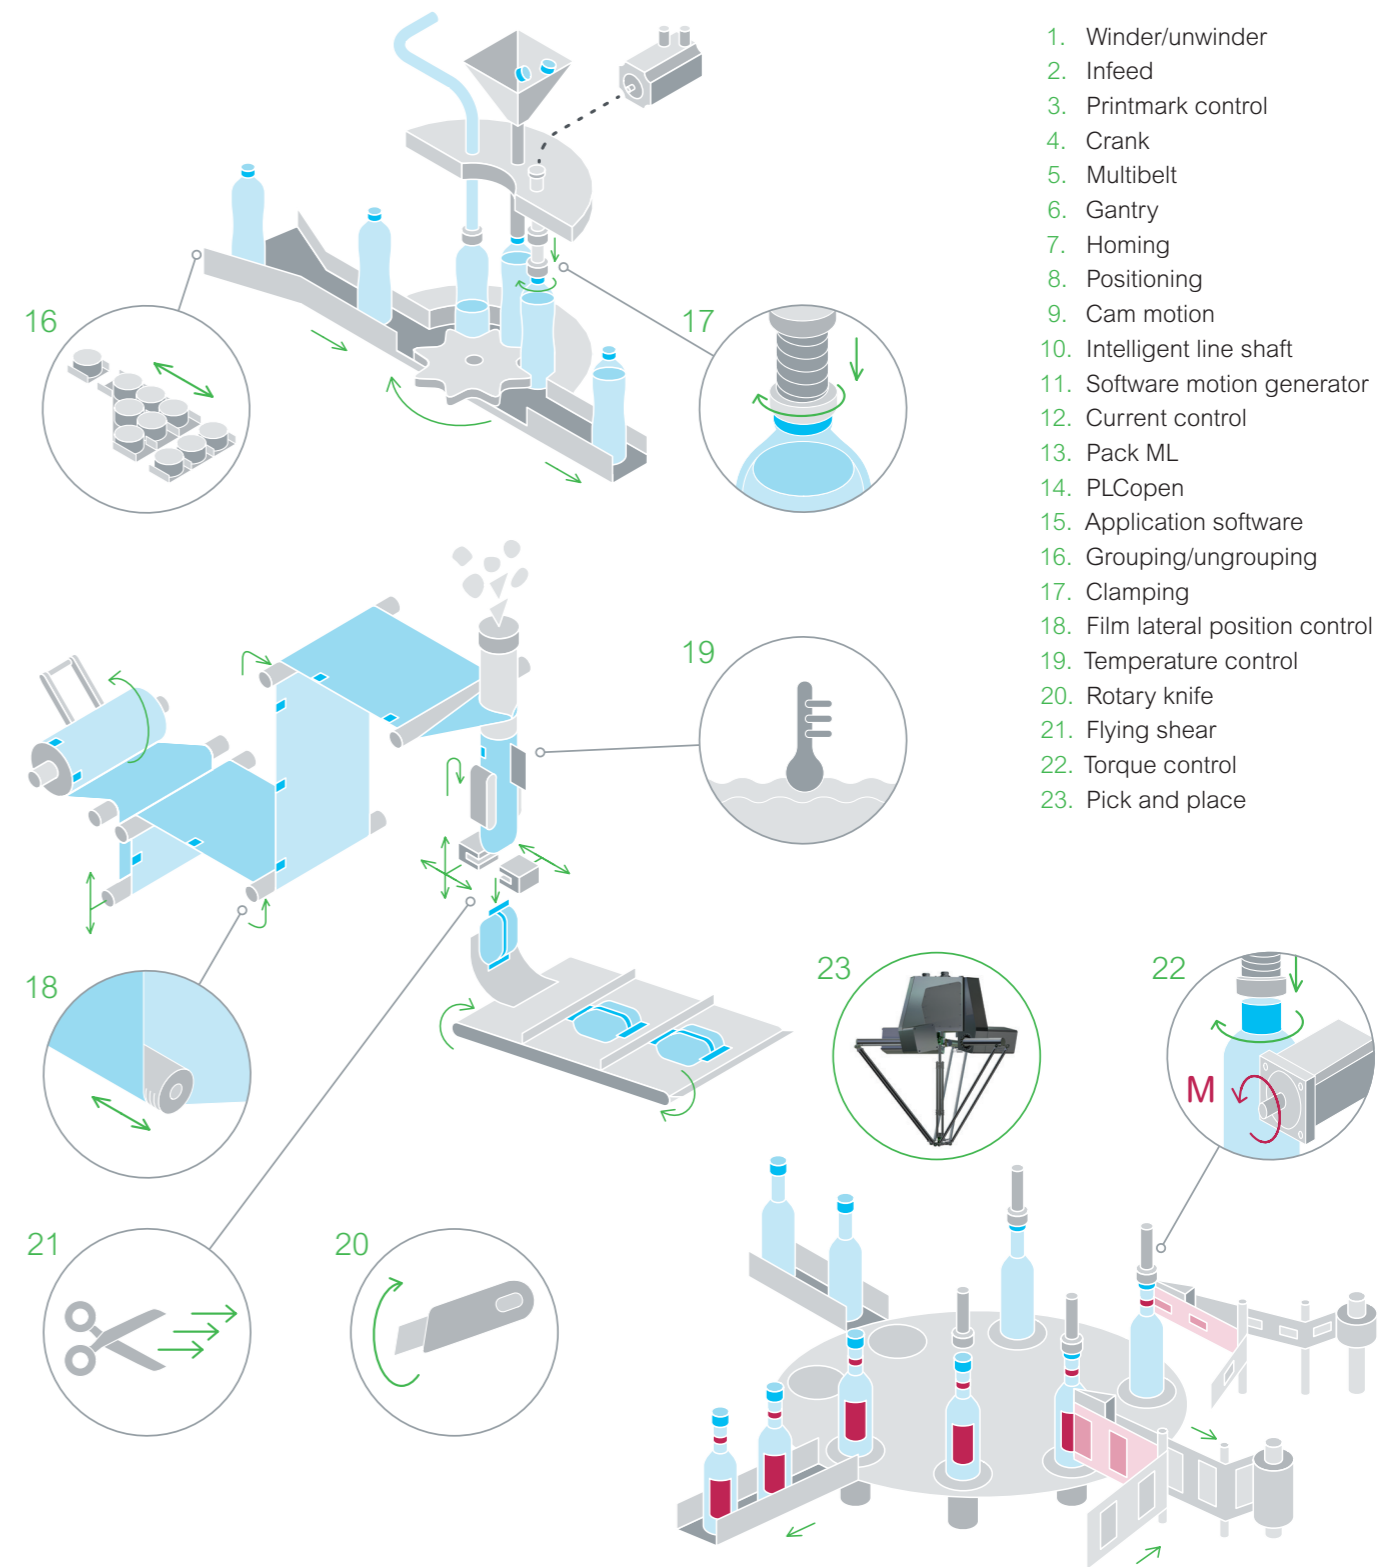 1. Winder/unwinder
2. Infeed
3. Printmark control
4. Crank
5. Multibelt
6. Gantry
7. Homing
8. Positioning
9. Cam motion
10. Intelligent line shaft
11. Software motion generator
12. Current control
13. Pack ML
14. PLCopen
15. Application software
16. Grouping/ungrouping
17. Clamping
18. Film lateral position control
19. Temperature control
20. Rotary knife
21. Flying shear
22. Torque control
23. Pick and place
16
17
19
18
23
22
M
21
20